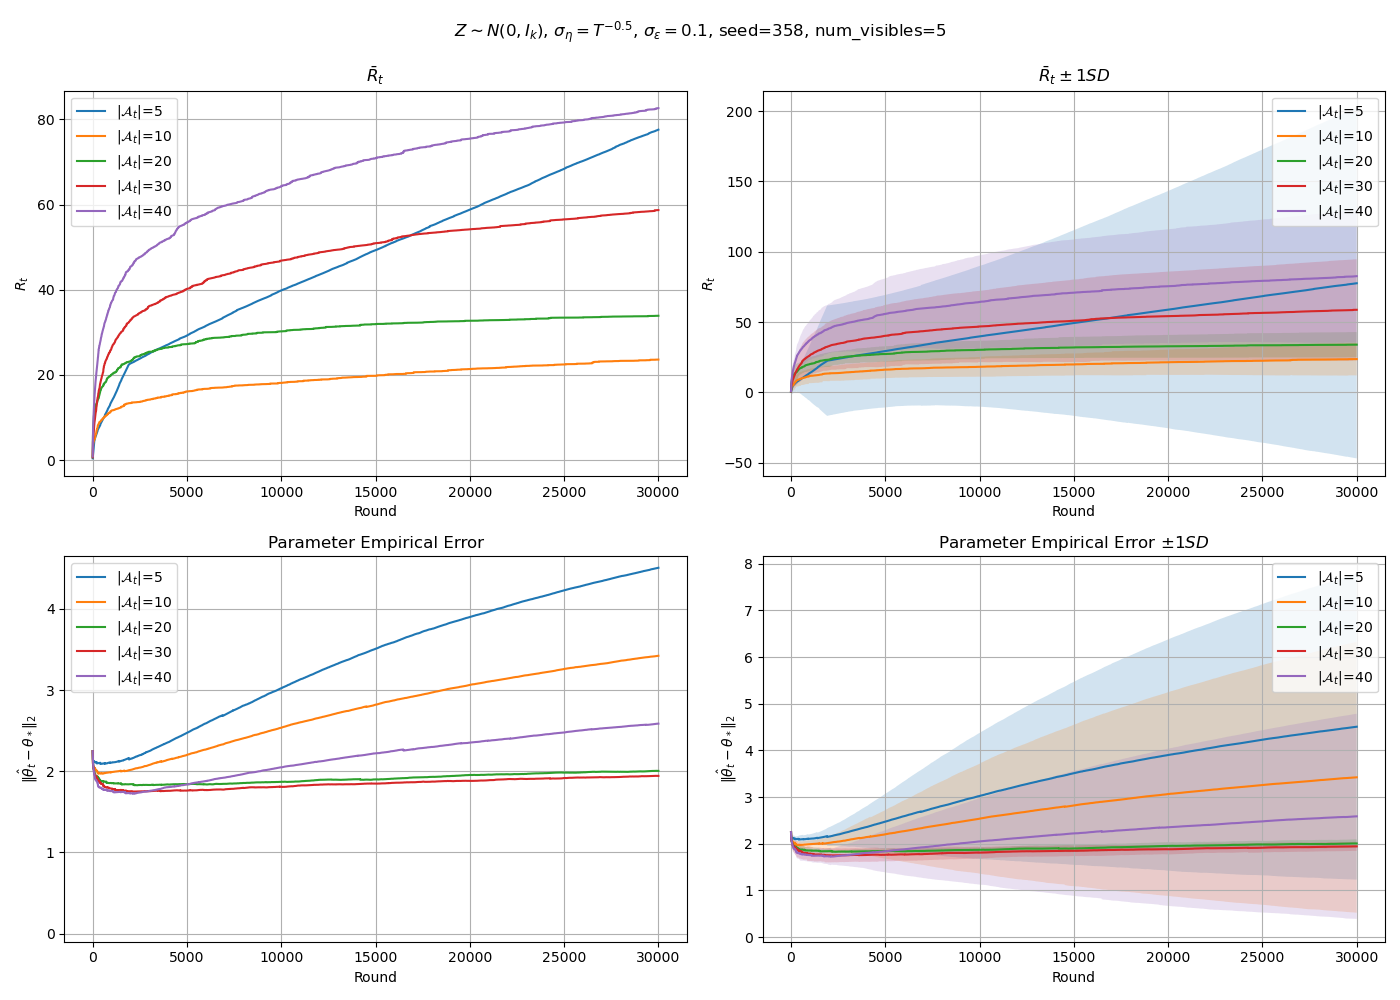 Z ∼ N(0, I_k), σ_η = T^{−0.5}, σ_ε = 0.1, seed=358, num_visibles=5
R̄_t
R_t
80
60
40
20
0
|𝒜_t|=5
|𝒜_t|=10
|𝒜_t|=20
|𝒜_t|=30
|𝒜_t|=40
0 5000 10000 15000 20000 25000 30000
Round
R̄_t ± 1SD
R_t
200
150
100
50
0
−50
|𝒜_t|=5
|𝒜_t|=10
|𝒜_t|=20
|𝒜_t|=30
|𝒜_t|=40
0 5000 10000 15000 20000 25000 30000
Round
Parameter Empirical Error
‖θ̂_t − θ_*‖_2
4
3
2
1
0
|𝒜_t|=5
|𝒜_t|=10
|𝒜_t|=20
|𝒜_t|=30
|𝒜_t|=40
0 5000 10000 15000 20000 25000 30000
Round
Parameter Empirical Error ±1SD
‖θ̂_t − θ_*‖_2
8
7
6
5
4
3
2
1
0
|𝒜_t|=5
|𝒜_t|=10
|𝒜_t|=20
|𝒜_t|=30
|𝒜_t|=40
0 5000 10000 15000 20000 25000 30000
Round